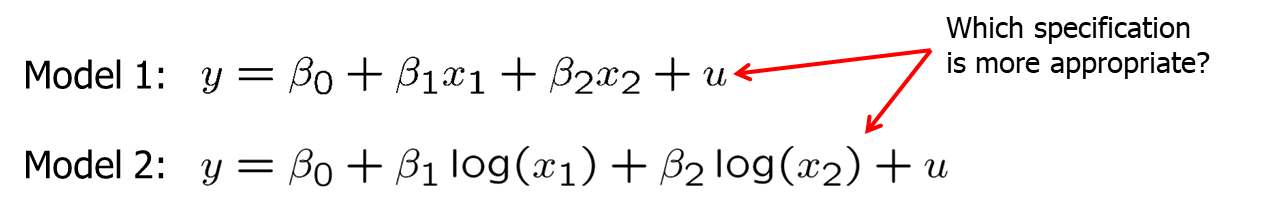 Which specification
is more appropriate?
Model 1: y = β₀ + β₁x₁ + β₂x₂ + u
Model 2: y = β₀ + β₁ log(x₁) + β₂ log(x₂) + u